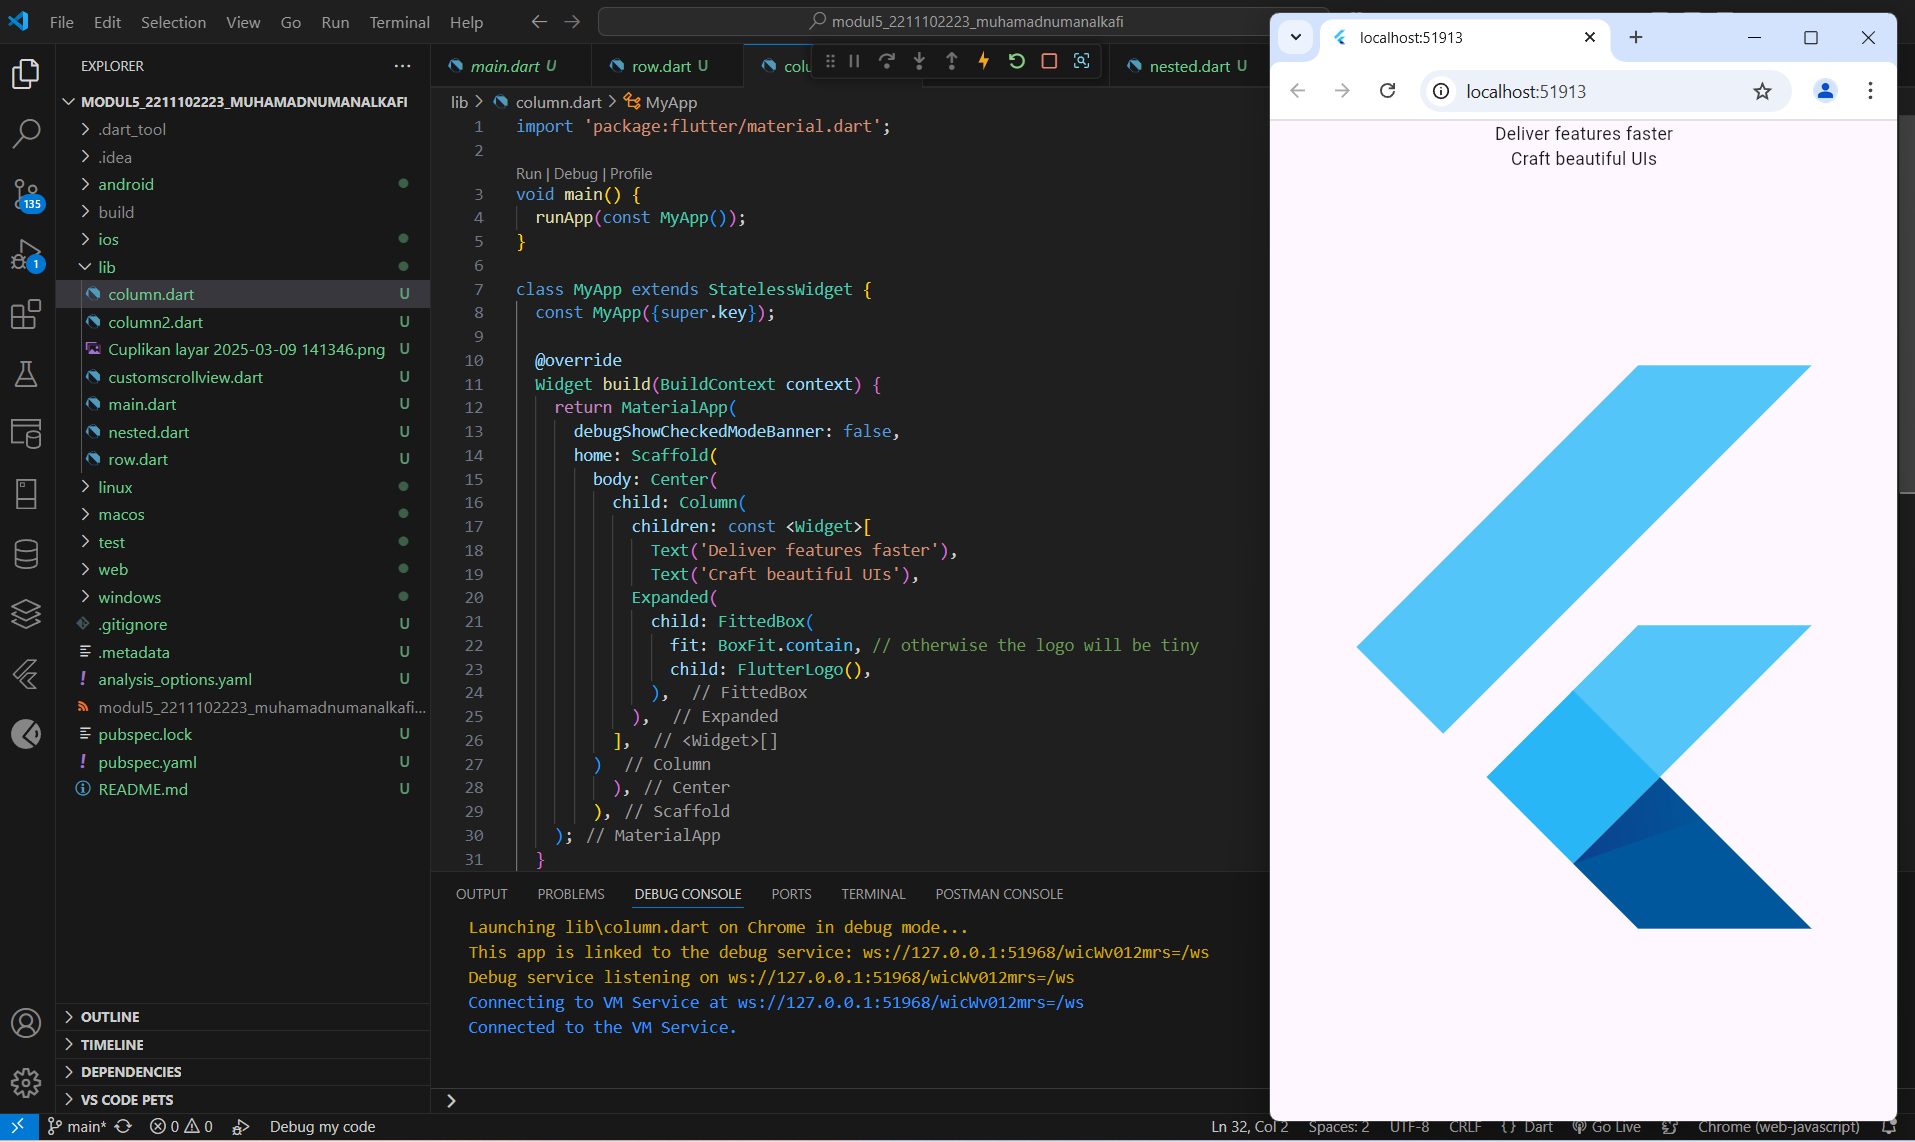 File Edit Selection View Go Run Terminal Help
modul5_2211102223_muhamadnumanalkafi
EXPLORER
MODUL5_2211102223_MUHAMADNUMANALKAFI
.dart_tool
.idea
android
build
ios
lib
column.dart U
column2.dart U
Cuplikan layar 2025-03-09 141346.png U
customscrollview.dart U
main.dart U
nested.dart U
row.dart U
linux
macos
test
web
windows
.gitignore U
.metadata U
analysis_options.yaml U
modul5_2211102223_muhamadnumanalkafi...
pubspec.lock U
pubspec.yaml U
README.md U
OUTLINE
TIMELINE
DEPENDENCIES
VS CODE PETS
135
1
main.dart U
row.dart U
colu
nested.dart U
lib > column.dart > MyApp
1 import 'package:flutter/material.dart';
2
Run | Debug | Profile
3 void main() {
4 runApp(const MyApp());
5 }
6
7 class MyApp extends StatelessWidget {
8 const MyApp({super.key});
9
10 @override
11 Widget build(BuildContext context) {
12 return MaterialApp(
13 debugShowCheckedModeBanner: false,
14 home: Scaffold(
15 body: Center(
16 child: Column(
17 children: const <Widget>[
18 Text('Deliver features faster'),
19 Text('Craft beautiful UIs'),
20 Expanded(
21 child: FittedBox(
22 fit: BoxFit.contain, // otherwise the logo will be tiny
23 child: FlutterLogo(),
24 ), // FittedBox
25 ), // Expanded
26 ], // <Widget>[]
27 ) // Column
28 ), // Center
29 ), // Scaffold
30 ); // MaterialApp
31 }
OUTPUT PROBLEMS DEBUG CONSOLE PORTS TERMINAL POSTMAN CONSOLE
Launching lib\column.dart on Chrome in debug mode...
This app is linked to the debug service: ws://127.0.0.1:51968/wicWv012mrs=/ws
Debug service listening on ws://127.0.0.1:51968/wicWv012mrs=/ws
Connecting to VM Service at ws://127.0.0.1:51968/wicWv012mrs=/ws
Connected to the VM Service.
main* 0 0 Debug my code
Ln 32, Col 2 Spaces: 2 UTF-8 CRLF {} Dart Go Live Chrome (web-javascript)
localhost:51913
localhost:51913
Deliver features faster
Craft beautiful UIs